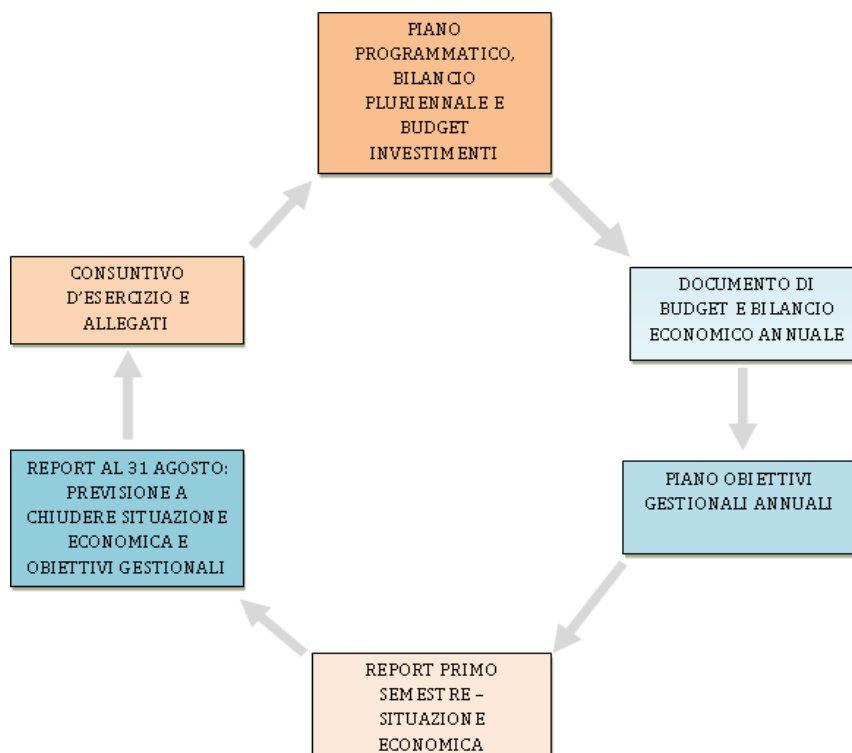 PIANO
PROGRAMMATICO,
BILANCIO
PLURIENNALE E
BUDGET
INVESTIMENTI
CONSUNTIVO
D'ESERCIZIO E
ALLEGATI
DOCUMENTO DI
BUDGET E BILANCIO
ECONOMICO ANNUALE
REPORT AL 31 AGOSTO:
PREVISIONE A
CHIUDERE SITUAZIONE
ECONOMICA E
OBIETTIVI GESTIONALI
PIANO OBIETTIVI
GESTIONALI ANNUALI
REPORT PRIMO
SEMESTRE –
SITUAZIONE
ECONOMICA